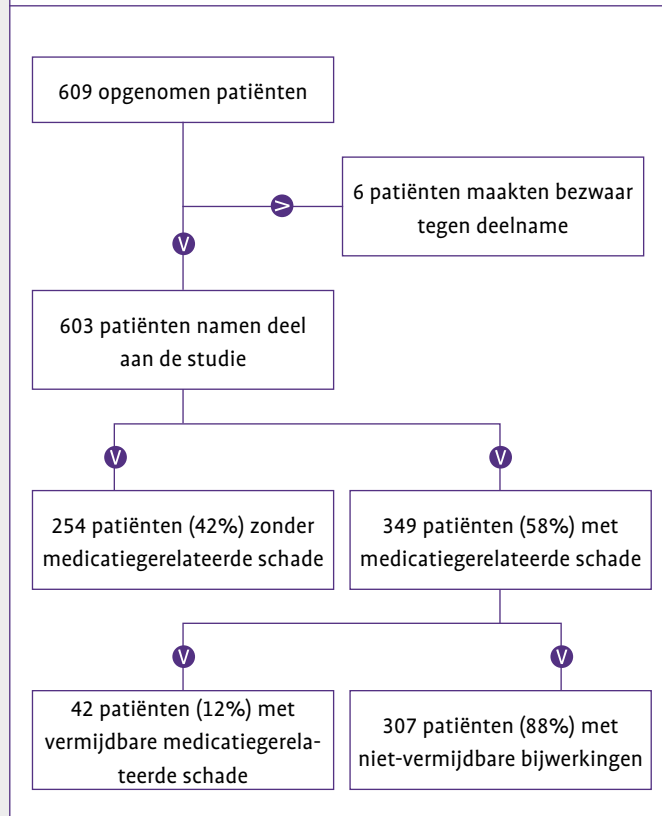 609 opgenomen patiënten
6 patiënten maakten bezwaar
tegen deelname
603 patiënten namen deel
aan de studie
254 patiënten (42%) zonder
medicatiegerelateerde schade
349 patiënten (58%) met
medicatiegerelateerde schade
42 patiënten (12%) met
vermijdbare medicatiegerela-
teerde schade
307 patiënten (88%) met
niet-vermijdbare bijwerkingen